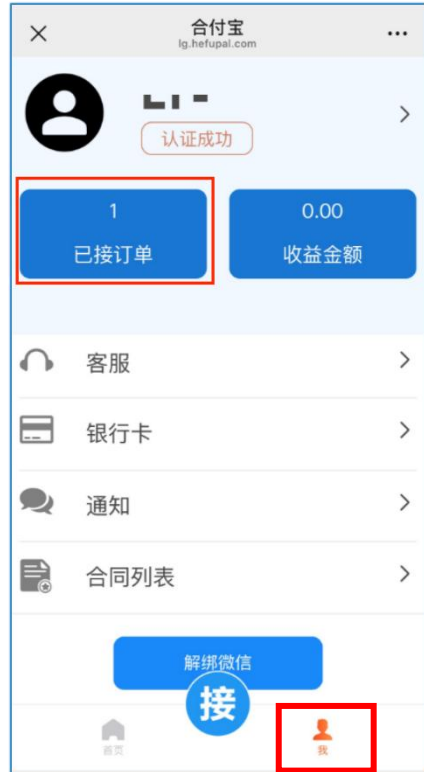 合付宝
lg.hefupal.com
认证成功
1
已接订单
0.00
收益金额
客服
银行卡
通知
合同列表
解绑微信
接
首页
我